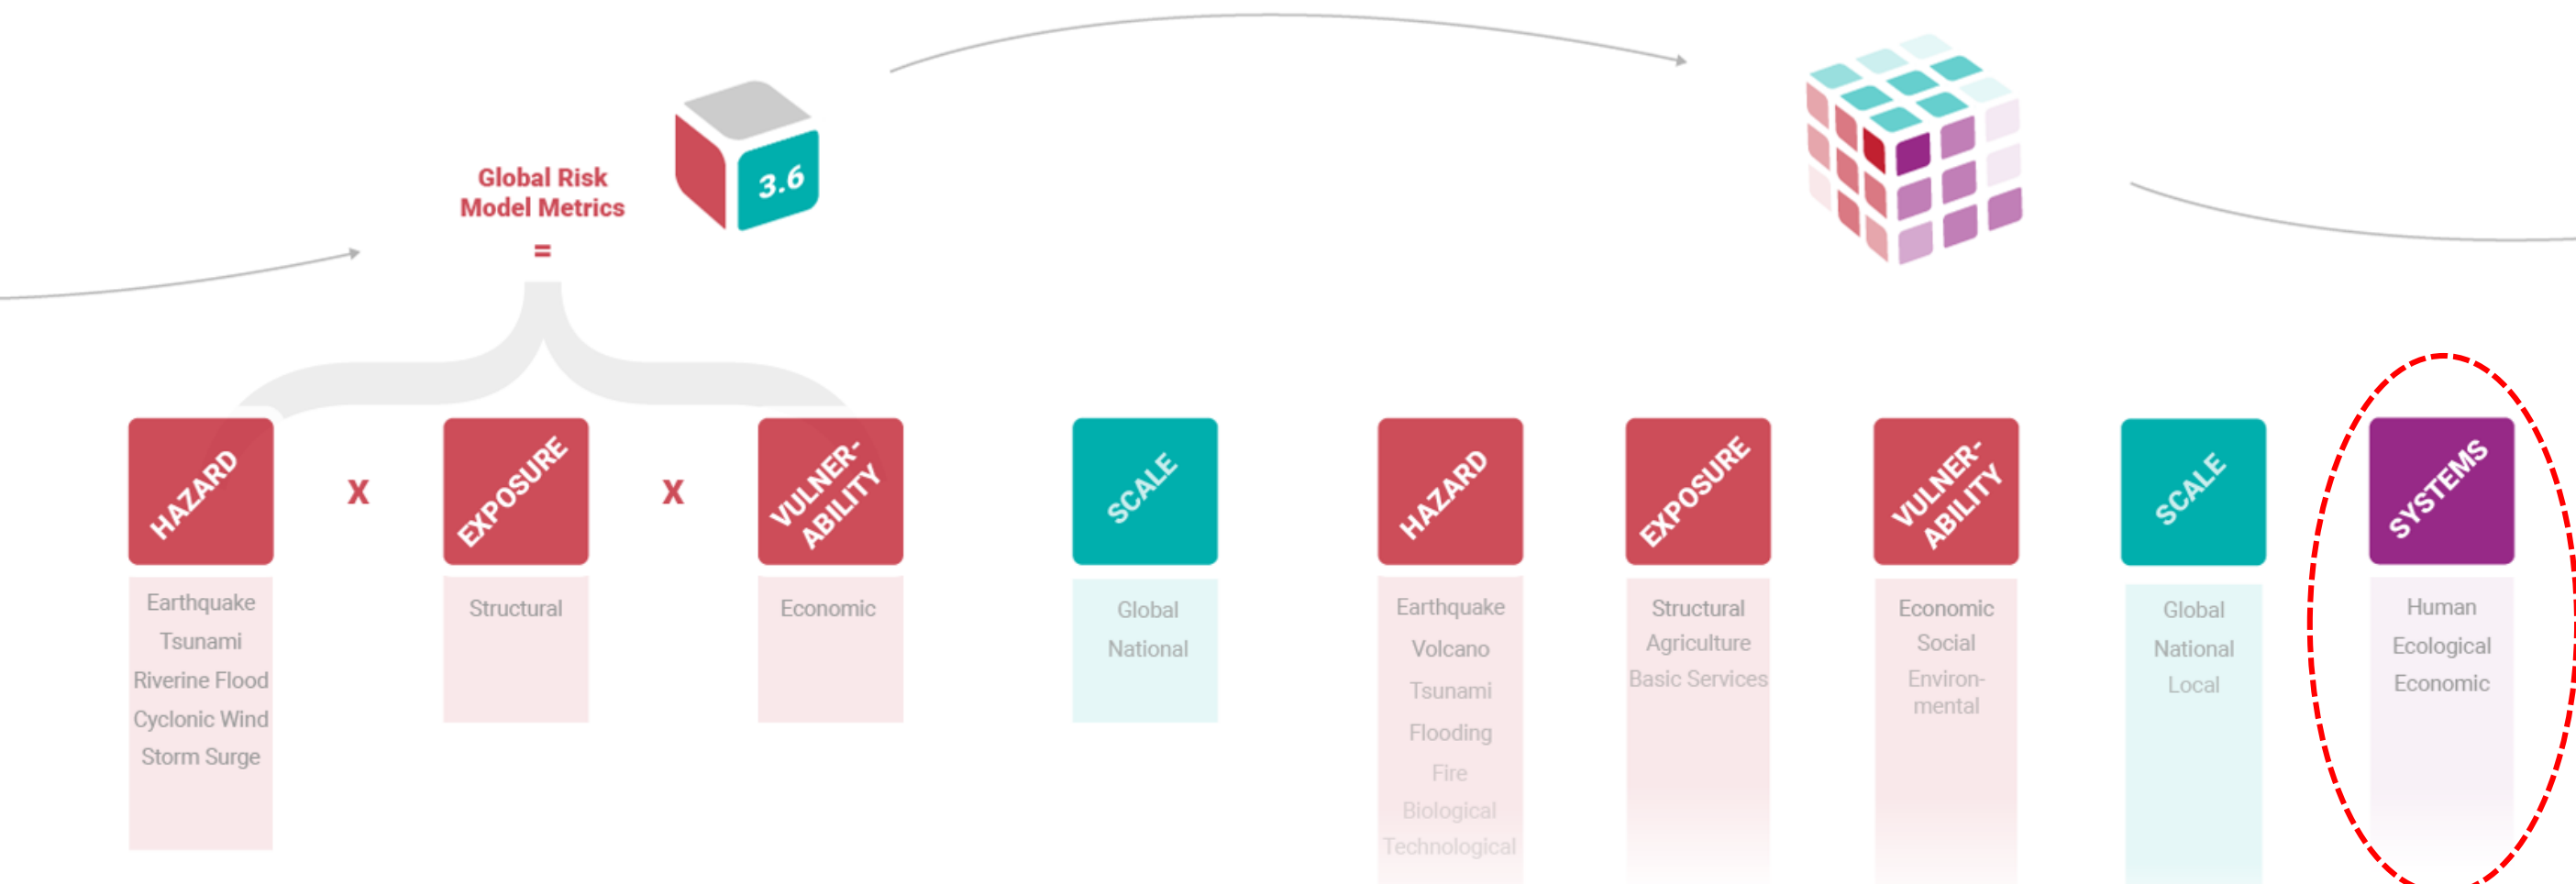 Global Risk
Model Metrics
=
3.6
HAZARD
X
EXPOSURE
X
VULNER-
ABILITY
SCALE
Earthquake
Tsunami
Riverine Flood
Cyclonic Wind
Storm Surge
Structural
Economic
Global
National
HAZARD
EXPOSURE
VULNER-
ABILITY
SCALE
SYSTEMS
Earthquake
Volcano
Tsunami
Flooding
Fire
Biological
Technological
Structural
Agriculture
Basic Services
Economic
Social
Environ-
mental
Global
National
Local
Human
Ecological
Economic